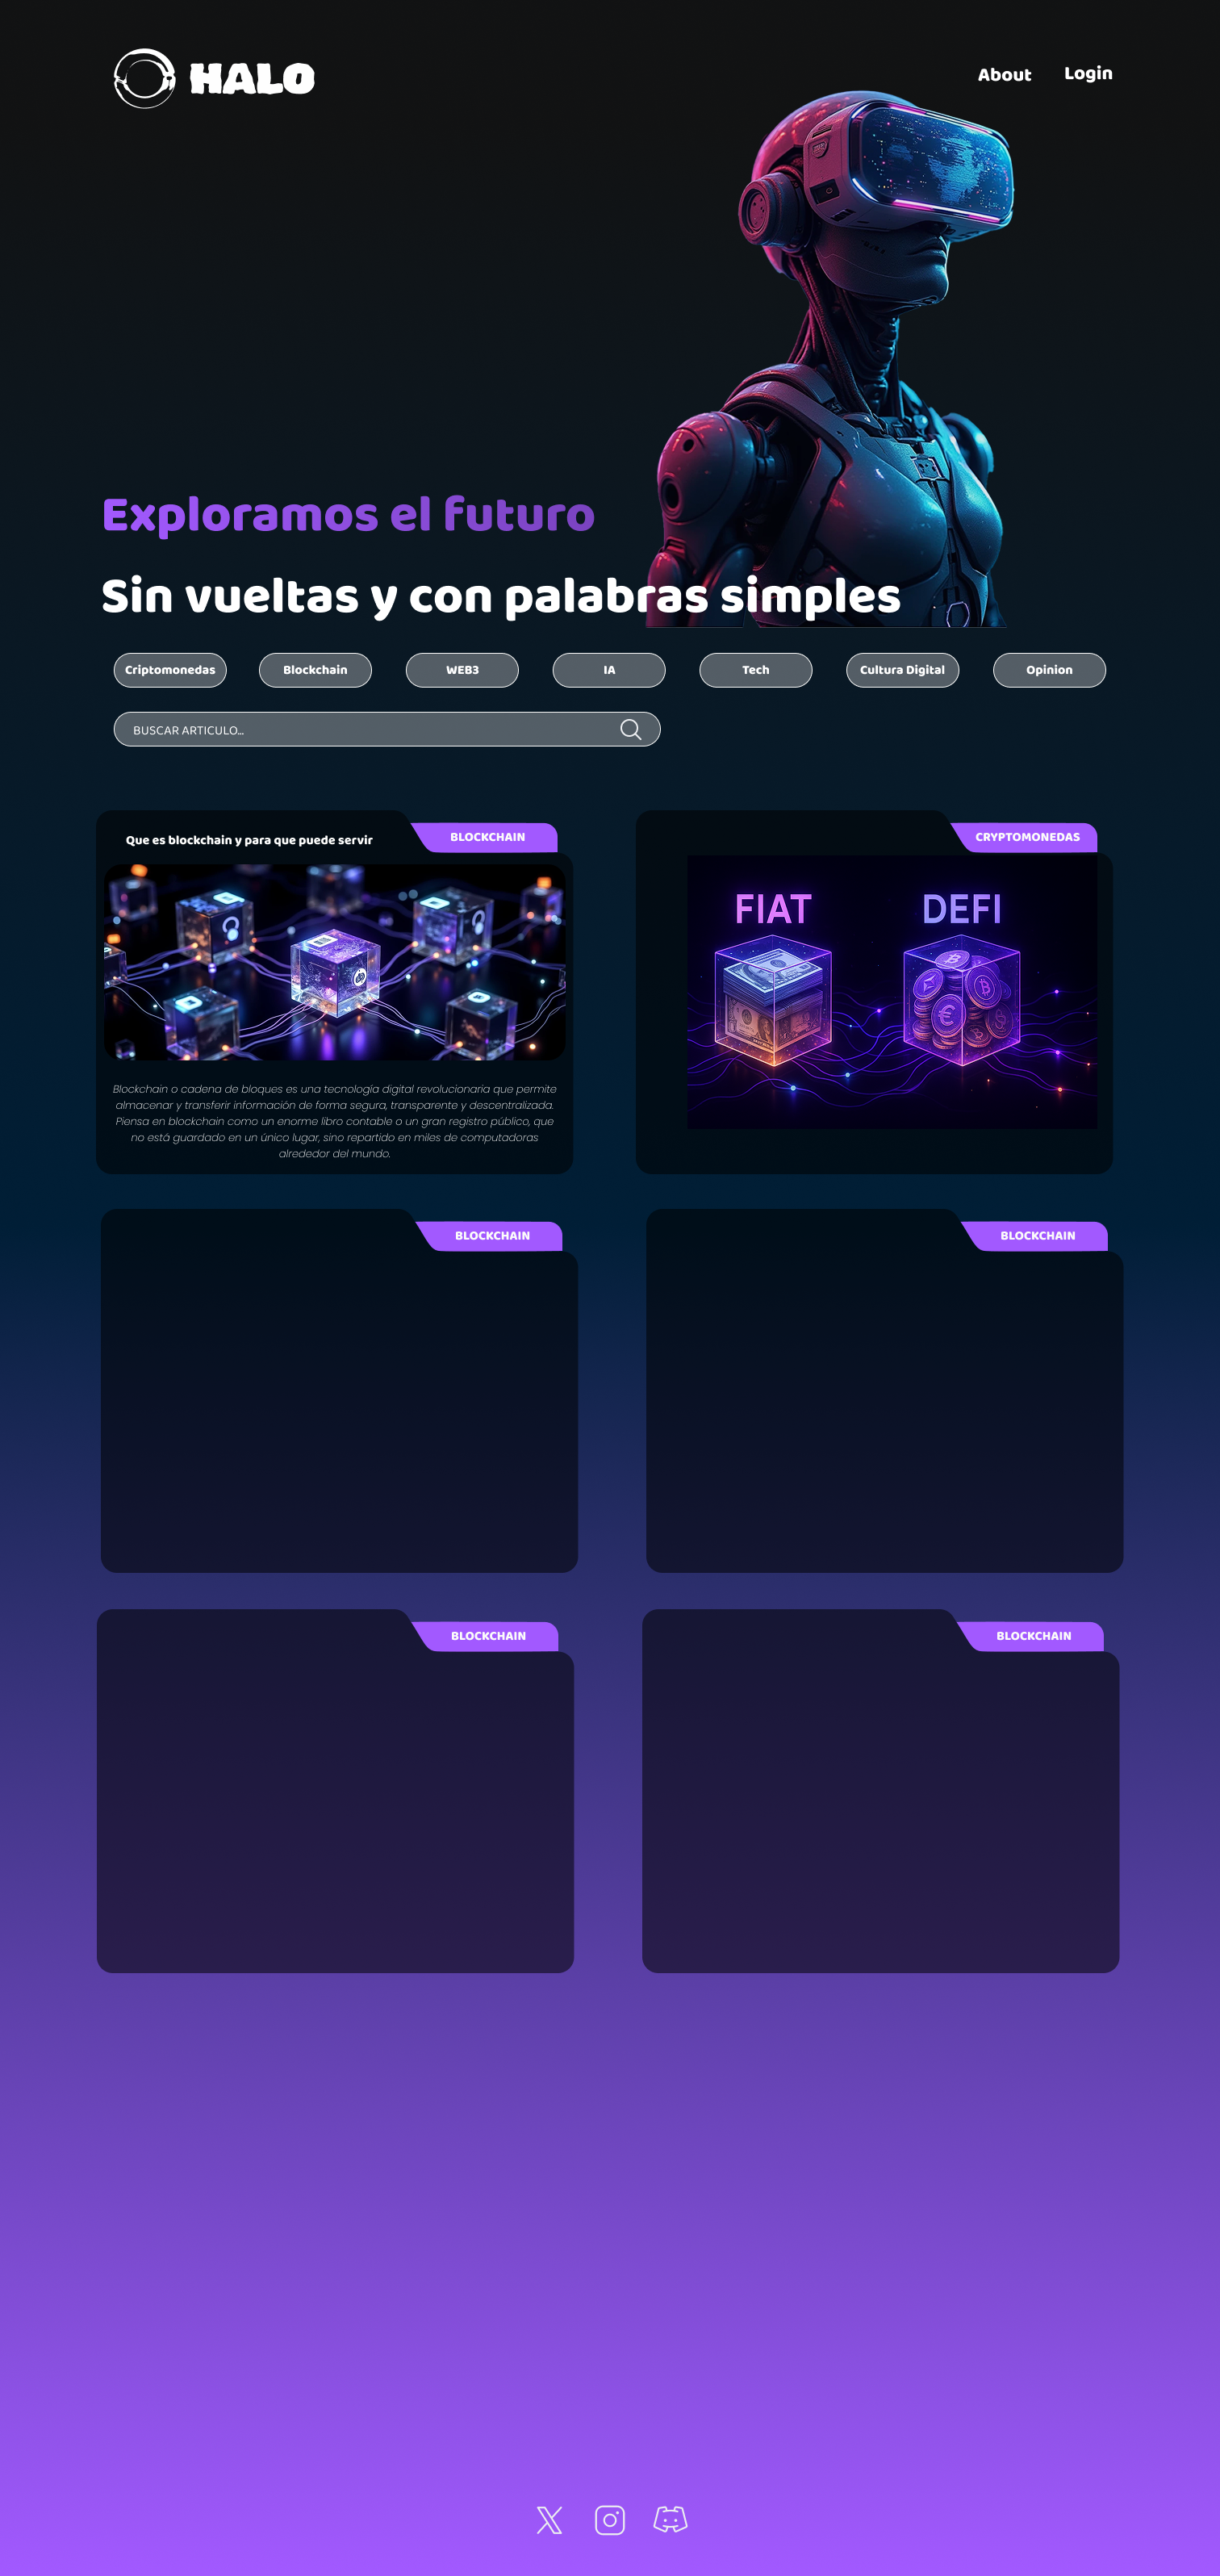 HALO
About
Login
Exploramos el futuro
Sin vueltas y con palabras simples
Criptomonedas
Blockchain
WEB3
IA
Tech
Cultura Digital
Opinion
BUSCAR ARTICULO...
Que es blockchain y para que puede servir
BLOCKCHAIN
Blockchain o cadena de bloques es una tecnología digital revolucionaria que permite
almacenar y transferir información de forma segura, transparente y descentralizada.
Piensa en blockchain como un enorme libro contable o un gran registro público, que
no está guardado en un único lugar, sino repartido en miles de computadoras
alrededor del mundo.
CRYPTOMONEDAS
FIAT
DEFI
BLOCKCHAIN
BLOCKCHAIN
BLOCKCHAIN
BLOCKCHAIN